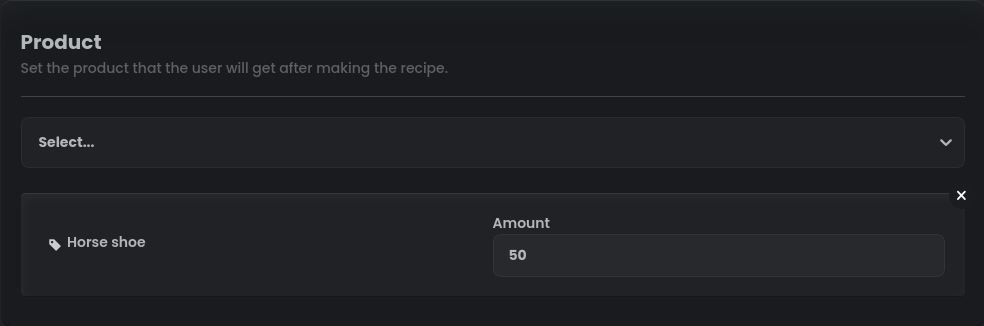 Product
Set the product that the user will get after making the recipe.
Select...
Horse shoe
Amount
50